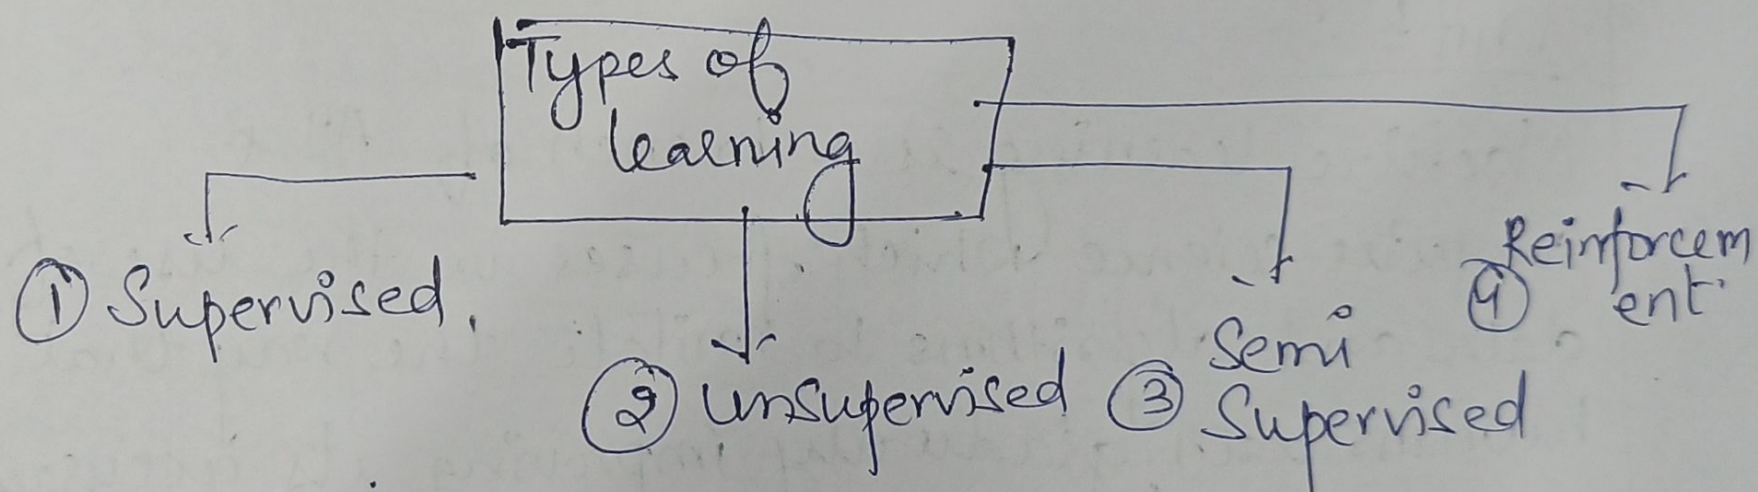 Types of
learning
① Supervised.
② Unsupervised
③ Semi
Supervised
④ Reinforcem
ent